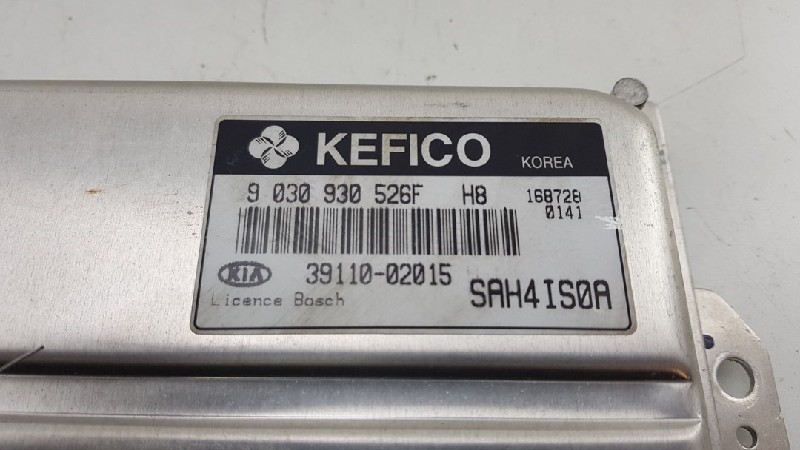 KEFICO KOREA
9 030 930 526F H8 168728
0141
KIA 39110-02015
Licence Bosch SAH4IS0A